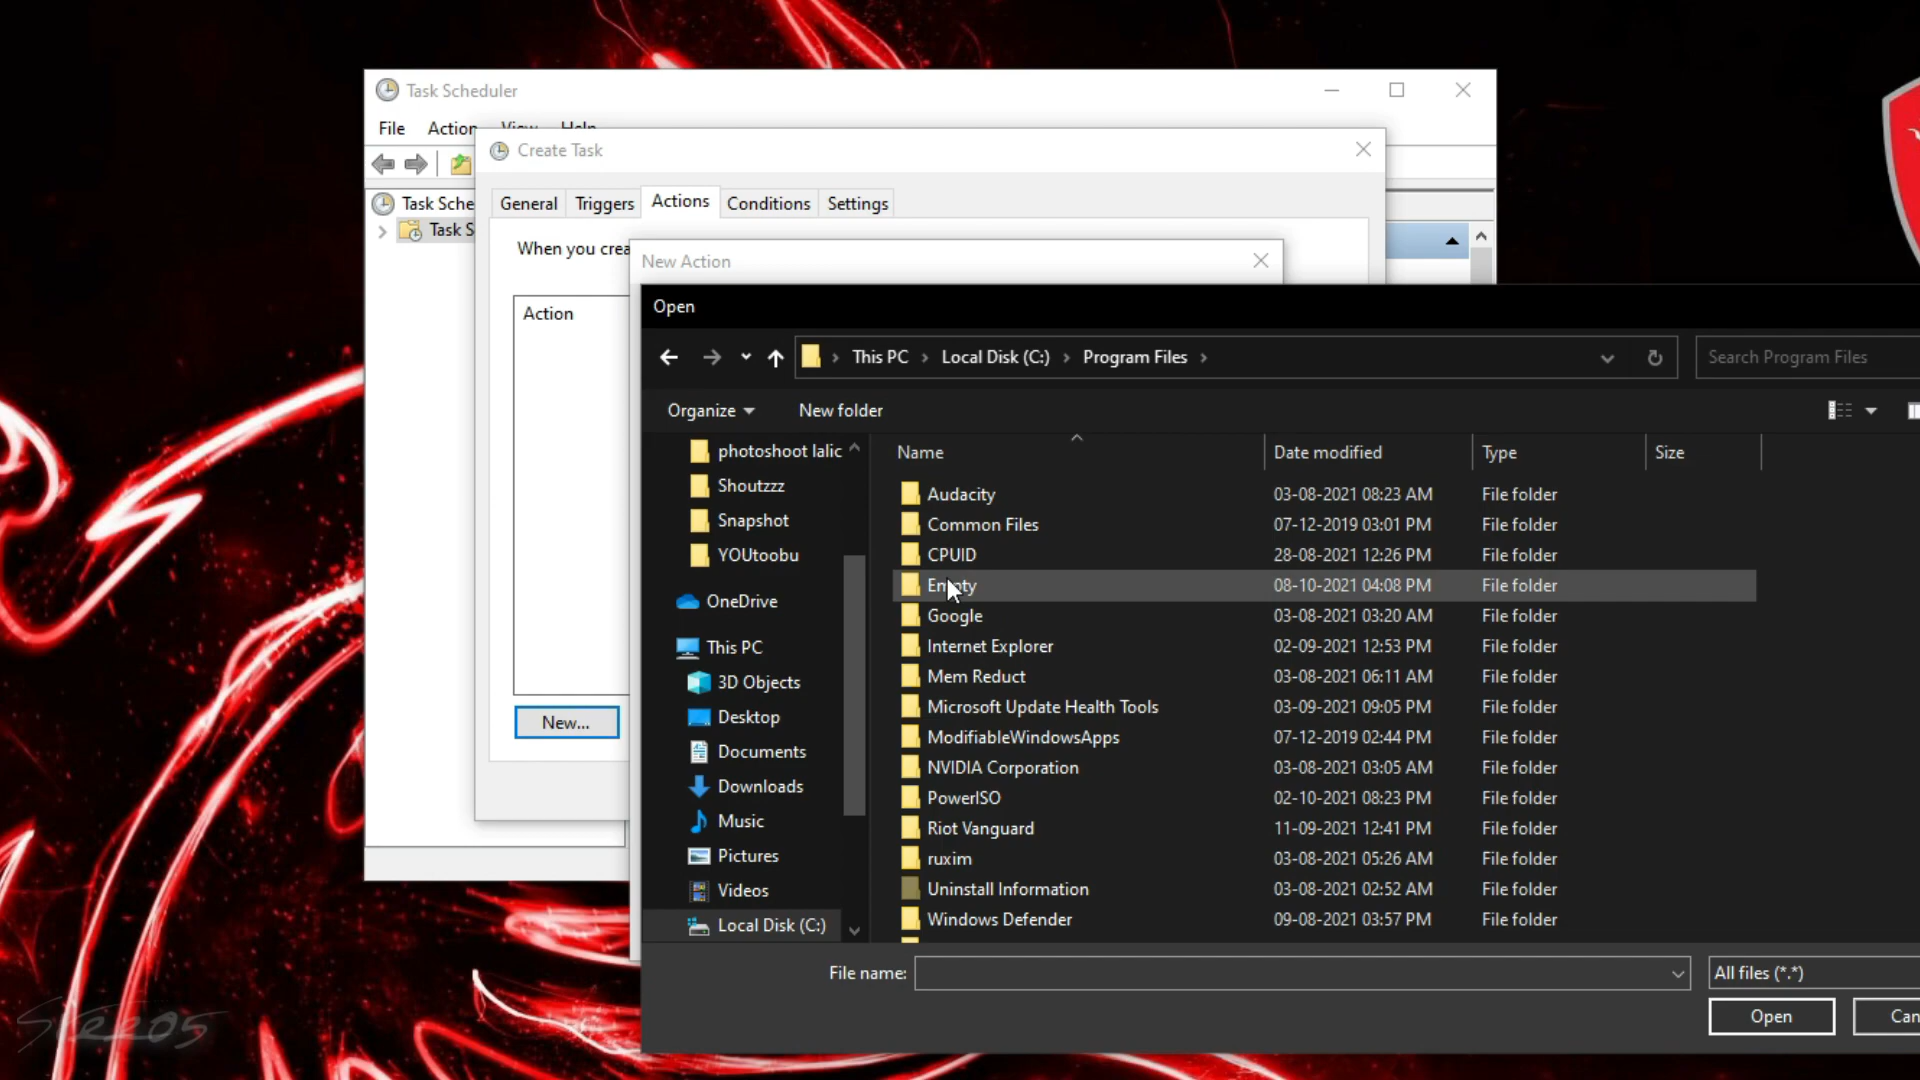 Task Scheduler
File Action View Help
Create Task
Task Sche
Task S
General Triggers Actions Conditions Settings
When you crea
New Action
Action
New...
Open
This PC Local Disk (C:) Program Files
Search Program Files
Organize New folder
photoshoot lalic
Shoutzzz
Snapshot
YOUtoobu
OneDrive
This PC
3D Objects
Desktop
Documents
Downloads
Music
Pictures
Videos
Local Disk (C:)
Name Date modified Type Size
Audacity 03-08-2021 08:23 AM File folder
Common Files 07-12-2019 03:01 PM File folder
CPUID 28-08-2021 12:26 PM File folder
Empty 08-10-2021 04:08 PM File folder
Google 03-08-2021 03:20 AM File folder
Internet Explorer 02-09-2021 12:53 PM File folder
Mem Reduct 03-08-2021 06:11 AM File folder
Microsoft Update Health Tools 03-09-2021 09:05 PM File folder
ModifiableWindowsApps 07-12-2019 02:44 PM File folder
NVIDIA Corporation 03-08-2021 03:05 AM File folder
PowerISO 02-10-2021 08:23 PM File folder
Riot Vanguard 11-09-2021 12:41 PM File folder
ruxim 03-08-2021 05:26 AM File folder
Uninstall Information 03-08-2021 02:52 AM File folder
Windows Defender 09-08-2021 03:57 PM File folder
File name:
All files (*.*)
Open Can